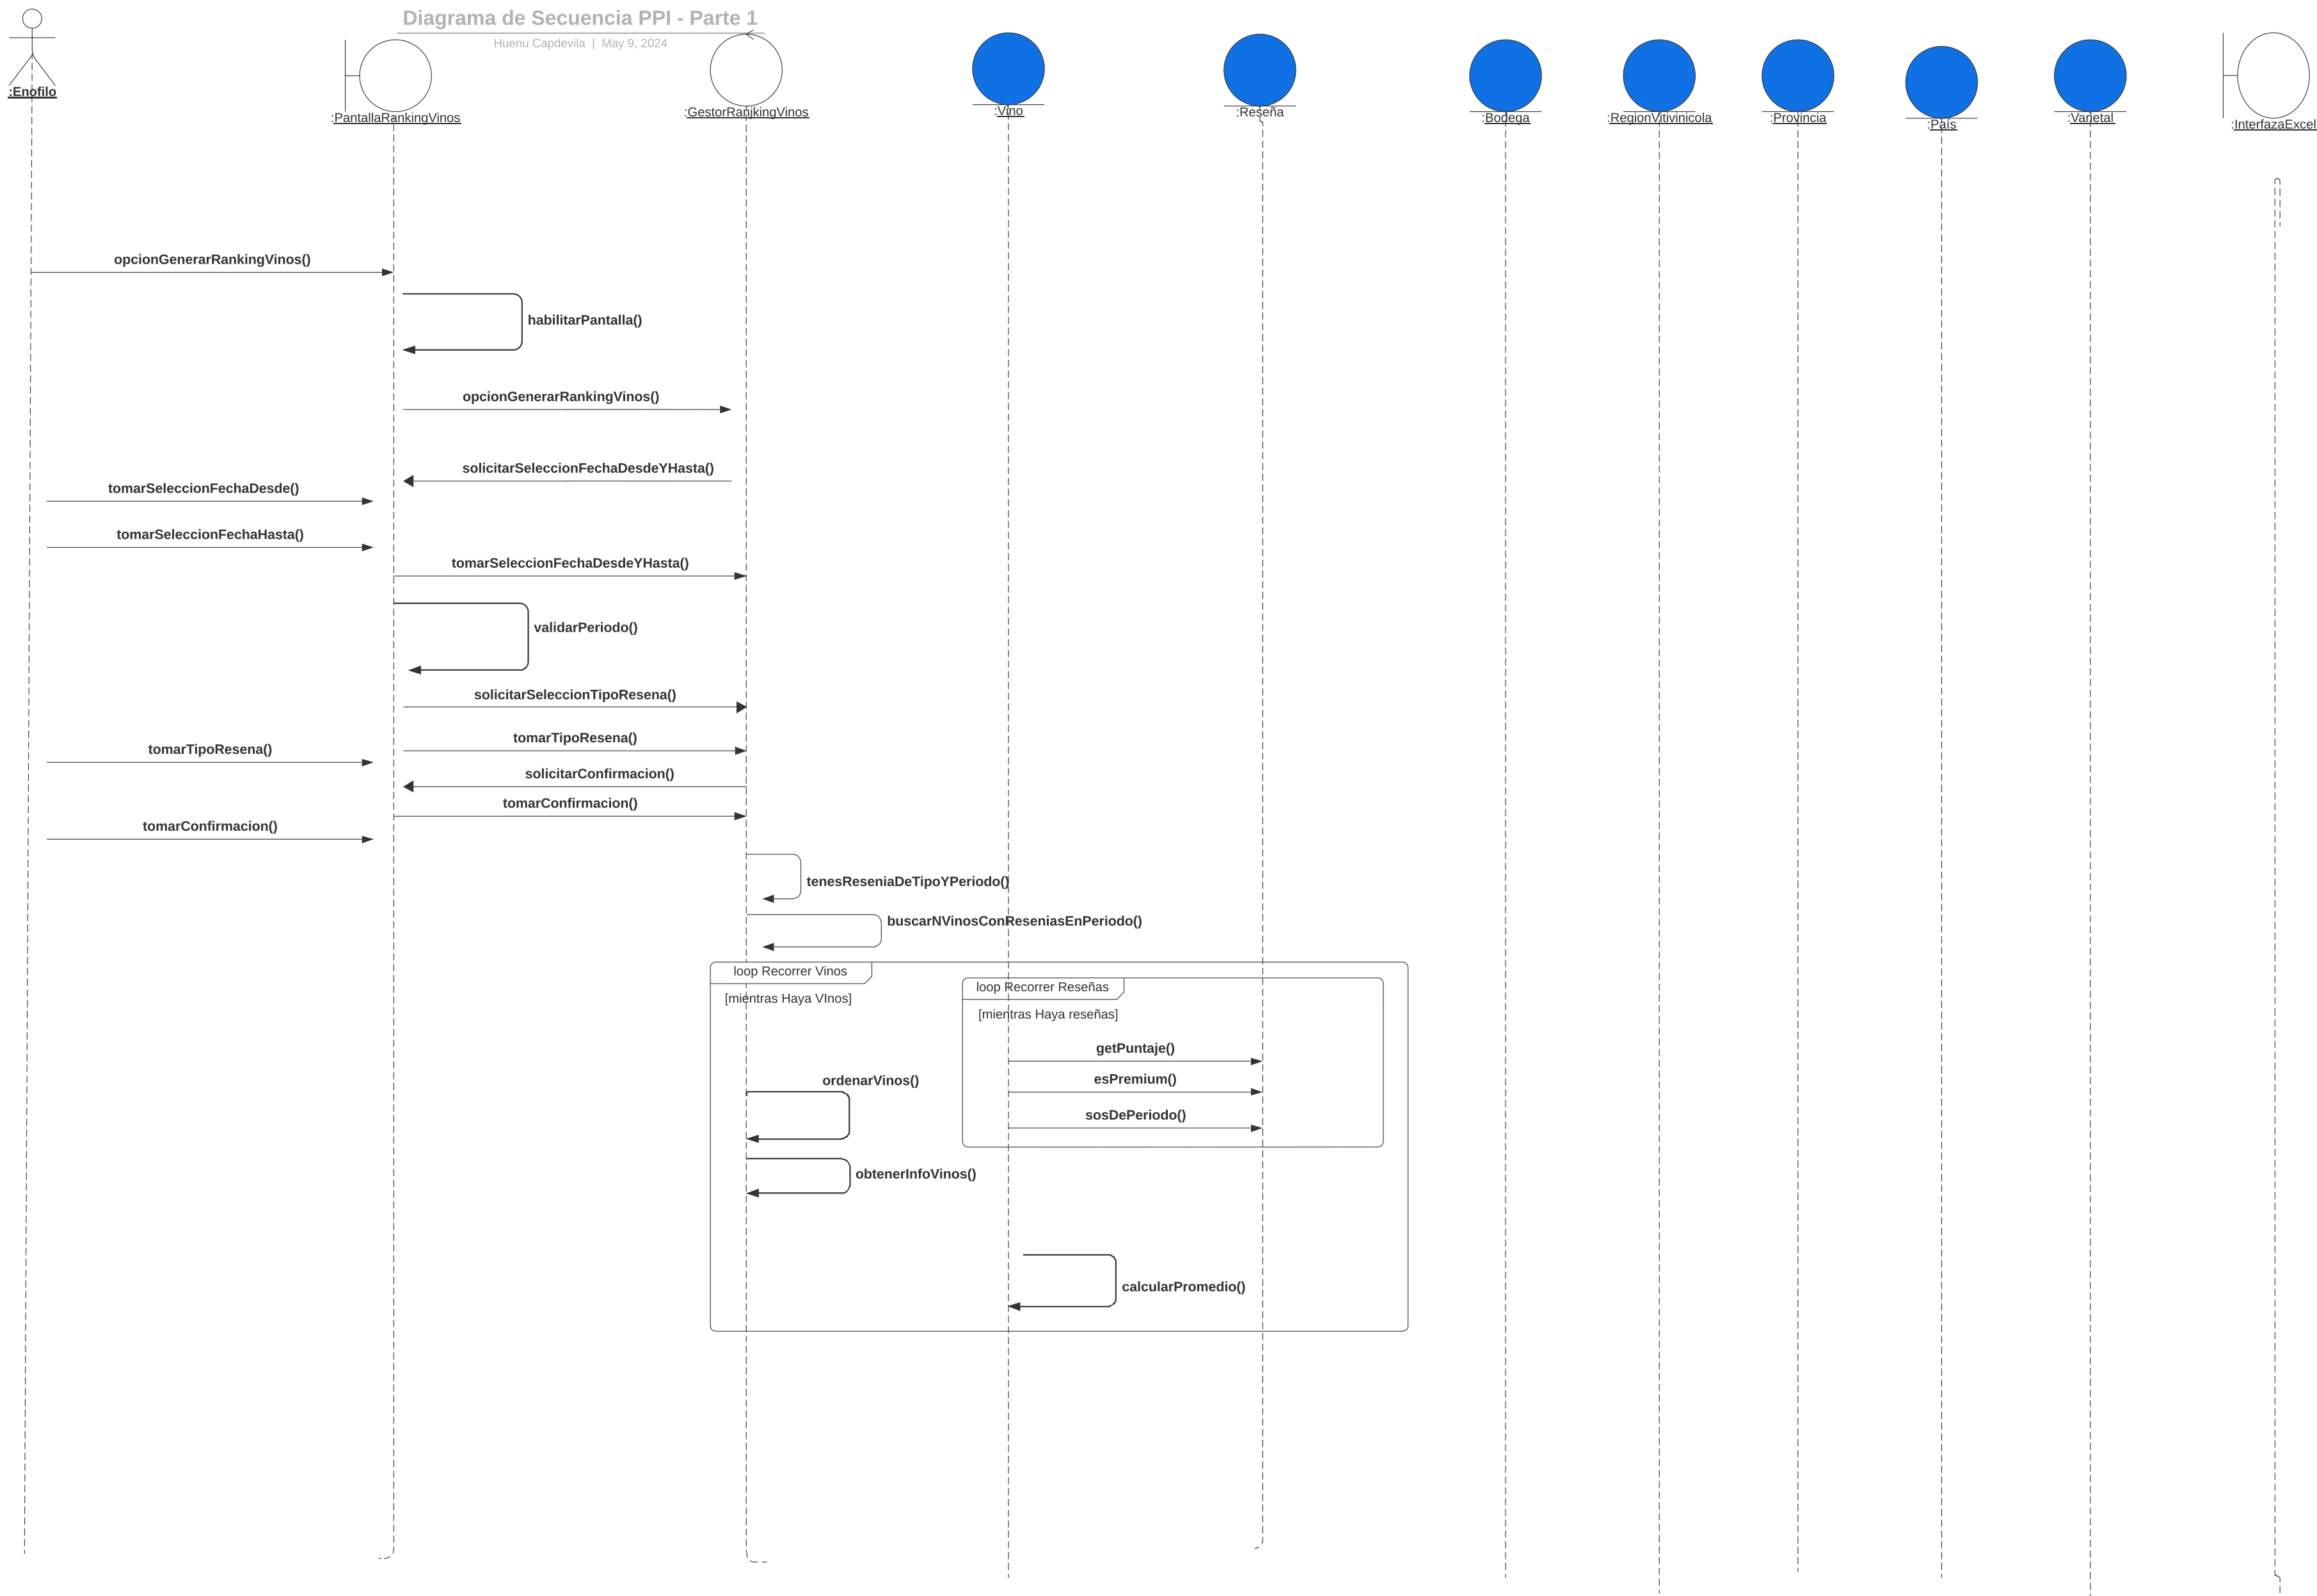 Diagrama de Secuencia PPI - Parte 1
Huenu Capdevila | May 9, 2024
:Enofilo
:PantallaRankingVinos
:GestorRanjkingVinos
:Vino
:Reseña
:Bodega
:RegionVitivinicola
:Provincia
:País
:Varietal
:InterfazaExcel
opcionGenerarRankingVinos()
habilitarPantalla()
opcionGenerarRankingVinos()
solicitarSeleccionFechaDesdeYHasta()
tomarSeleccionFechaDesde()
tomarSeleccionFechaHasta()
tomarSeleccionFechaDesdeYHasta()
validarPeriodo()
solicitarSeleccionTipoResena()
tomarTipoResena()
tomarTipoResena()
solicitarConfirmacion()
tomarConfirmacion()
tomarConfirmacion()
tenesReseniaDeTipoYPeriodo()
buscarNVinosConReseniasEnPeriodo()
loop Recorrer Vinos
[mientras Haya VInos]
loop Recorrer Reseñas
[mientras Haya reseñas]
getPuntaje()
ordenarVinos()
esPremium()
sosDePeriodo()
obtenerInfoVinos()
calcularPromedio()